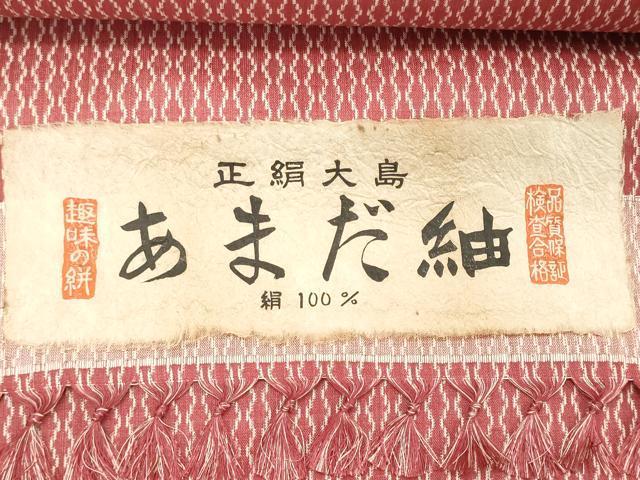 正絹大島
あまだ紬
絹 100%
趣味の絣
品質保証
検査合格